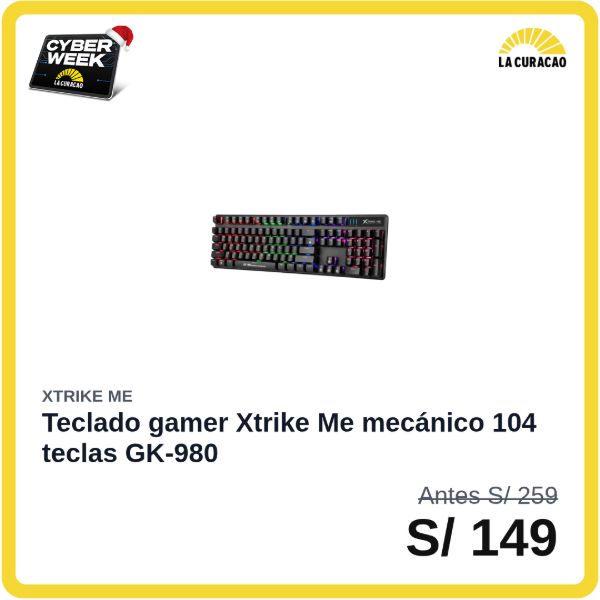 CYBER
WEEK
LA CURACAO
LA CURACAO
XTRIKE ME
Teclado gamer Xtrike Me mecánico 104
teclas GK-980
Antes S/ 259
S/ 149